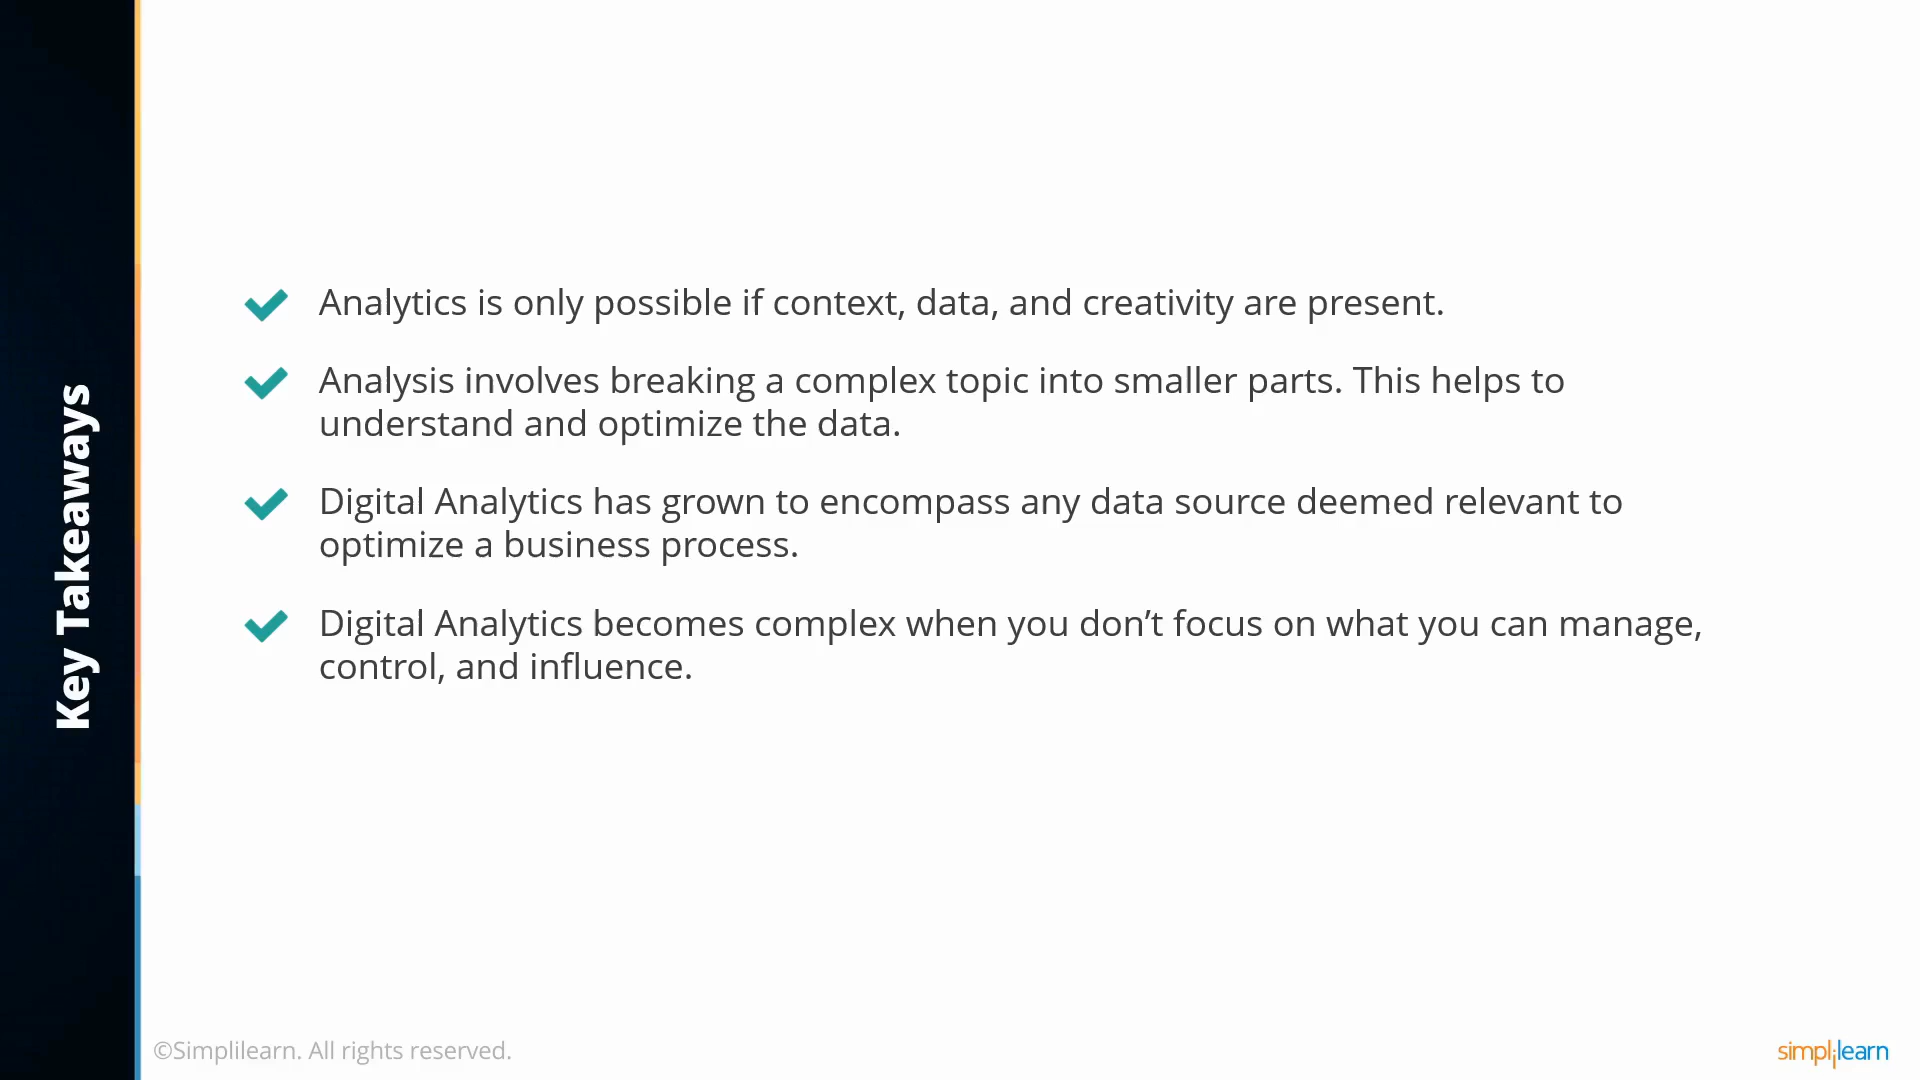 Key Takeaways
Analytics is only possible if context, data, and creativity are present.
Analysis involves breaking a complex topic into smaller parts. This helps to
understand and optimize the data.
Digital Analytics has grown to encompass any data source deemed relevant to
optimize a business process.
Digital Analytics becomes complex when you don’t focus on what you can manage,
control, and influence.
©Simplilearn. All rights reserved.
simplilearn